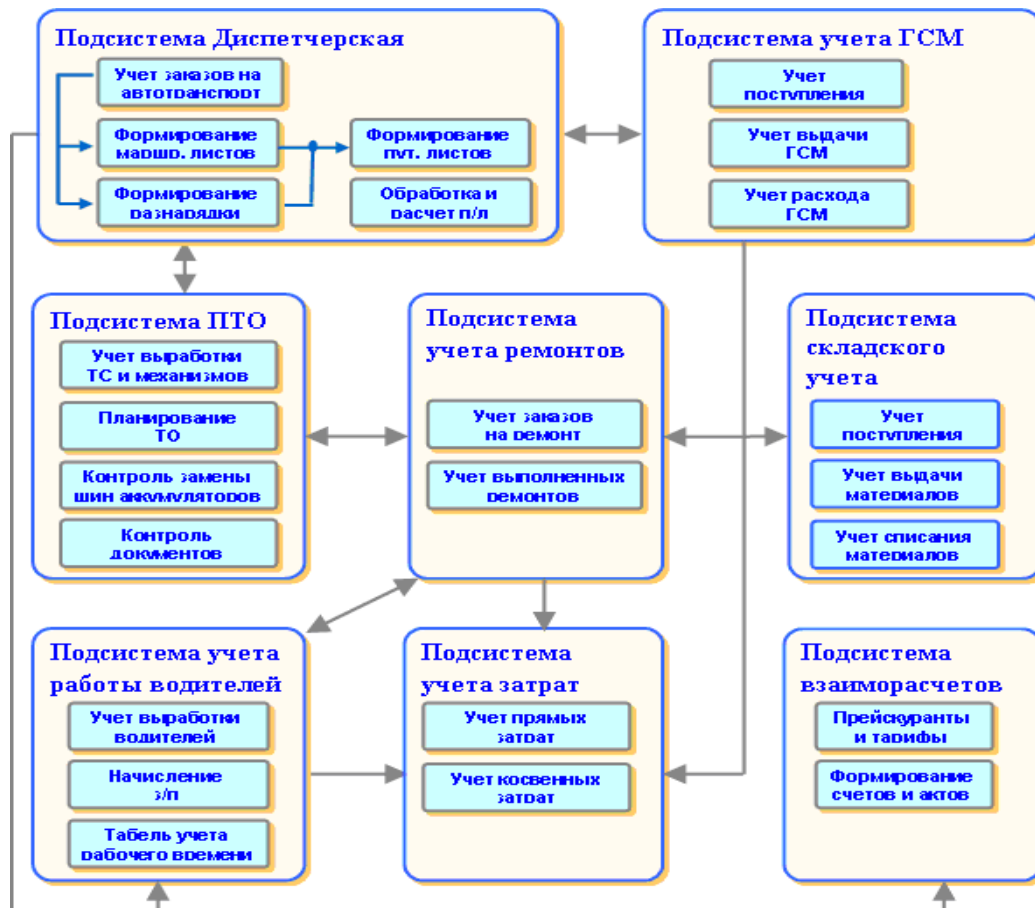 Подсистема Диспетчерская
Учет заказов на
автотранспорт
Формирование
маршр. листов
Формирование
разнарядки
Формирование
пут. листов
Обработка и
расчет п/л
Подсистема учета ГСМ
Учет
поступления
Учет выдачи
ГСМ
Учет расхода
ГСМ
Подсистема ПТО
Учет выработки
ТС и механизмов
Планирование
ТО
Контроль замены
шин аккумуляторов
Контроль
документов
Подсистема
учета ремонтов
Учет заказов
на ремонт
Учет выполненных
ремонтов
Подсистема
складского
учета
Учет
поступления
Учет выдачи
материалов
Учет списания
материалов
Подсистема учета
работы водителей
Учет выработки
водителей
Начисление
з/п
Табель учета
рабочего времени
Подсистема
учета затрат
Учет прямых
затрат
Учет косвенных
затрат
Подсистема
взаиморасчетов
Прейскуранты
и тарифы
Формирование
счетов и актов